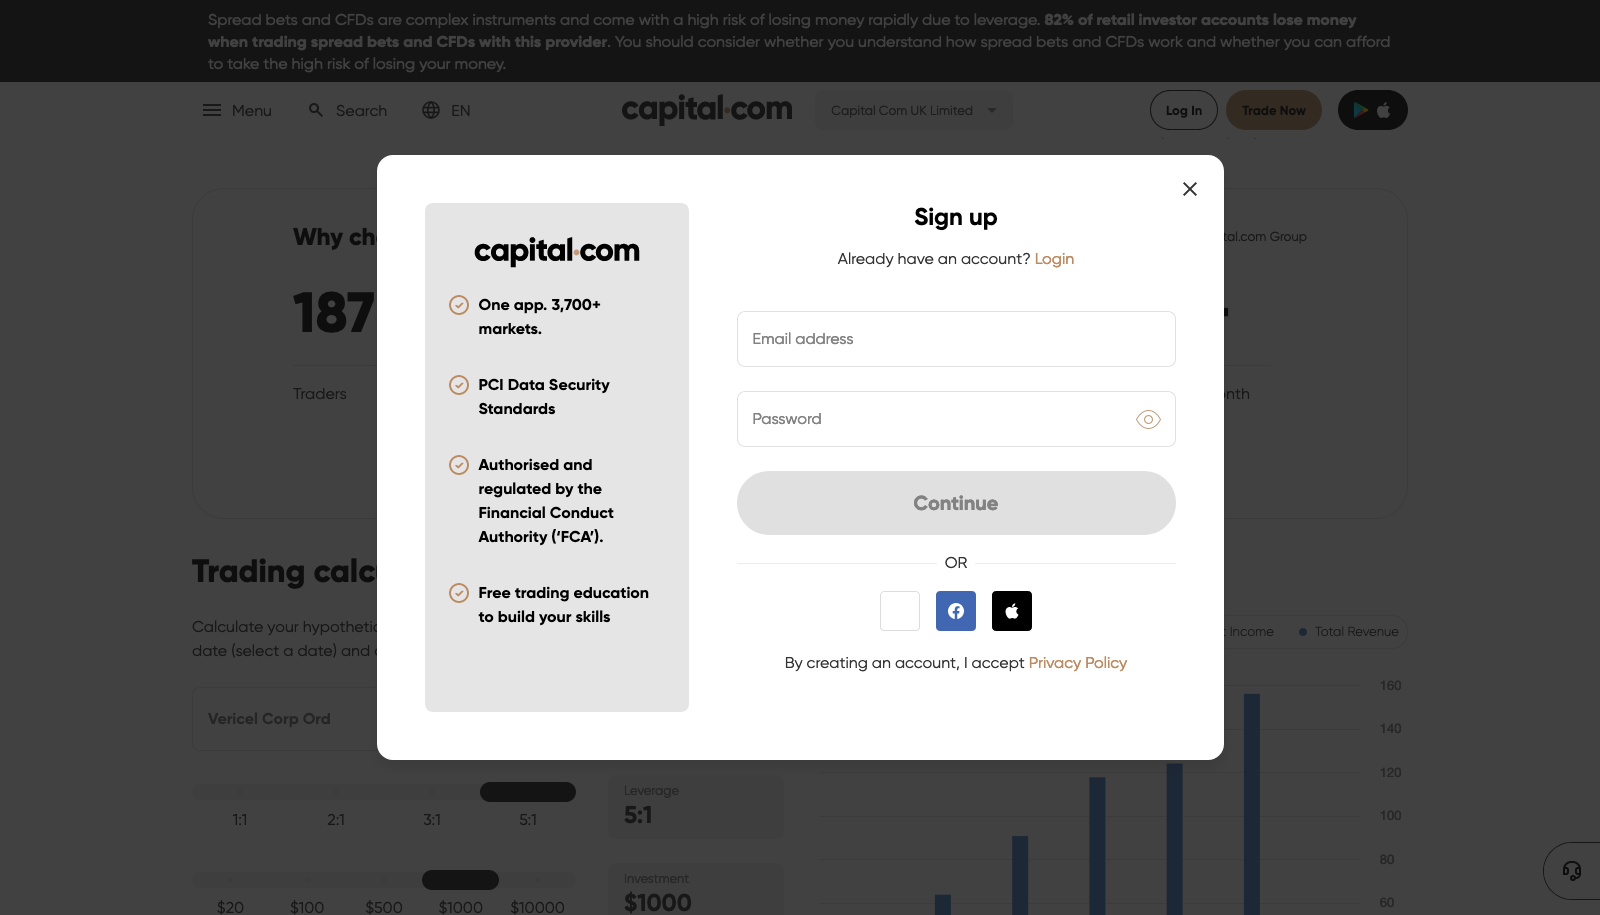 Spread bets and CFDs are complex instruments and come with a high risk of losing money rapidly due to leverage. 82% of retail investor accounts lose money
when trading spread bets and CFDs with this provider. You should consider whether you understand how spread bets and CFDs work and whether you can afford
to take the high risk of losing your money.
Menu
Search
EN
capital.com
Capital Com UK Limited
Log In
Trade Now
Sign up
Already have an account? Login
Email address
Password
Continue
OR
By creating an account, I accept Privacy Policy
capital.com
One app. 3,700+
markets.
PCI Data Security
Standards
Authorised and
regulated by the
Financial Conduct
Authority (‘FCA’).
Free trading education
to build your skills
Why
187
Traders
Group
Trading
Calculate your
date (select a date) and
Vericel Corp Ord
1:1
2:1
3:1
5:1
$20
$100
$500
$1000
$10000
Leverage
5:1
Investment
$1000
Income
Total Revenue
160
140
120
100
80
60